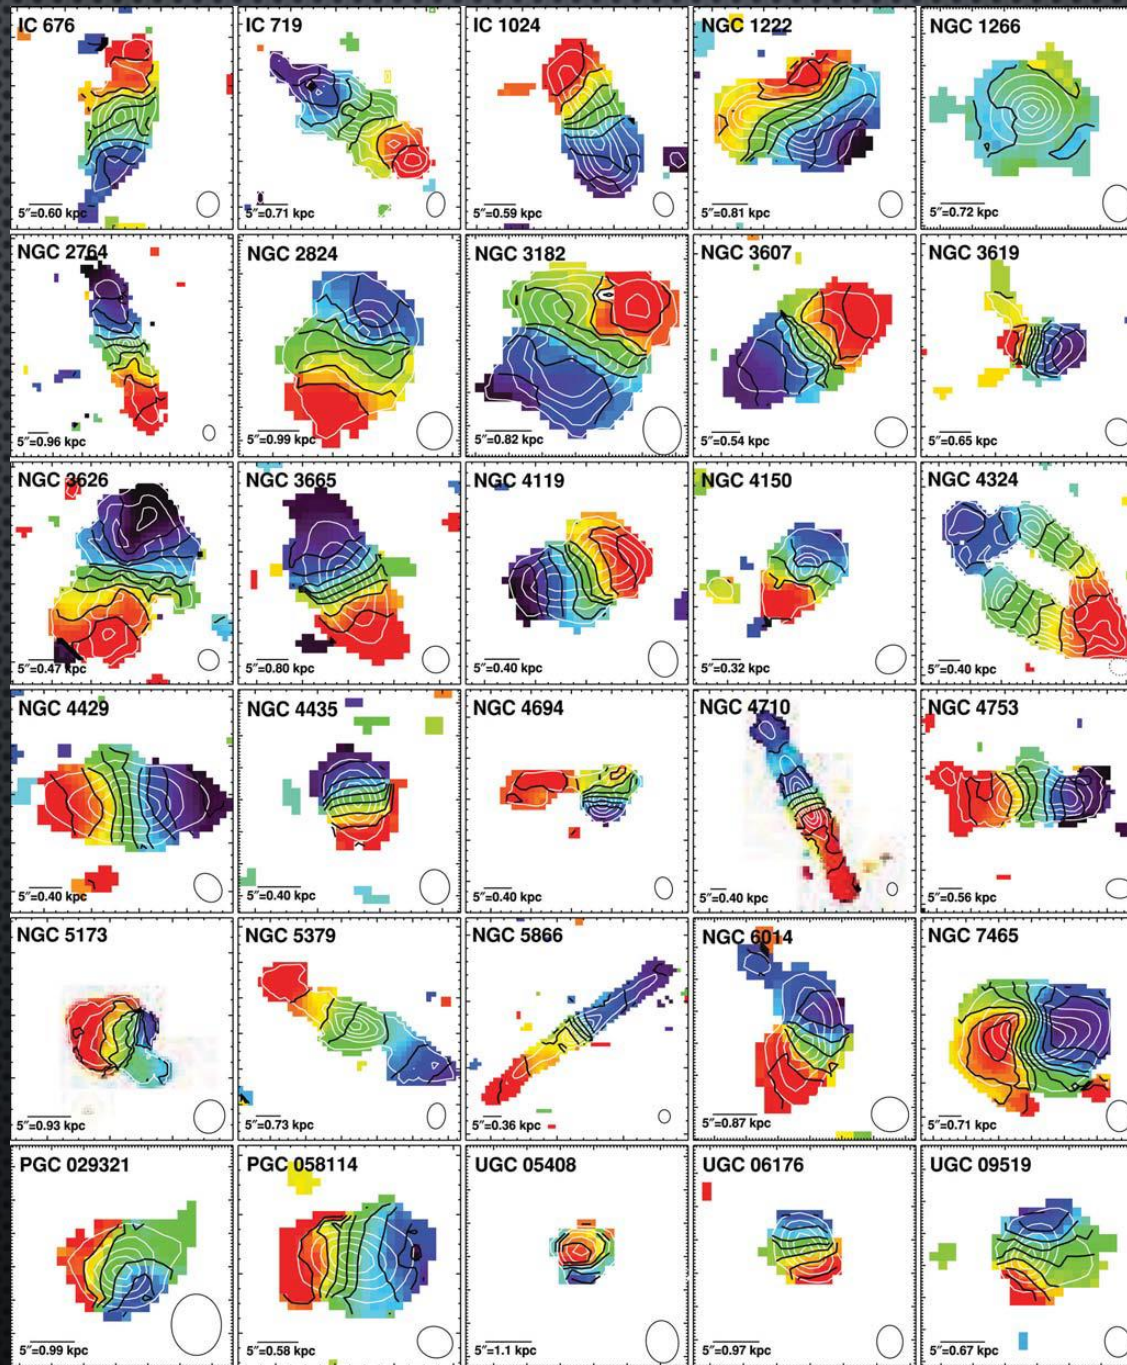 IC 676
5″=0.60 kpc
IC 719
5″=0.71 kpc
IC 1024
5″=0.59 kpc
NGC 1222
5″=0.81 kpc
NGC 1266
5″=0.72 kpc
NGC 2764
5″=0.96 kpc
NGC 2824
5″=0.99 kpc
NGC 3182
5″=0.82 kpc
NGC 3607
5″=0.54 kpc
NGC 3619
5″=0.65 kpc
NGC 3626
5″=0.47 kpc
NGC 3665
5″=0.80 kpc
NGC 4119
5″=0.40 kpc
NGC 4150
5″=0.32 kpc
NGC 4324
5″=0.40 kpc
NGC 4429
5″=0.40 kpc
NGC 4435
5″=0.40 kpc
NGC 4694
5″=0.40 kpc
NGC 4710
5″=0.40 kpc
NGC 4753
5″=0.56 kpc
NGC 5173
5″=0.93 kpc
NGC 5379
5″=0.73 kpc
NGC 5866
5″=0.36 kpc
NGC 6014
5″=0.87 kpc
NGC 7465
5″=0.71 kpc
PGC 029321
5″=0.99 kpc
PGC 058114
5″=0.58 kpc
UGC 05408
5″=1.1 kpc
UGC 06176
5″=0.97 kpc
UGC 09519
5″=0.67 kpc